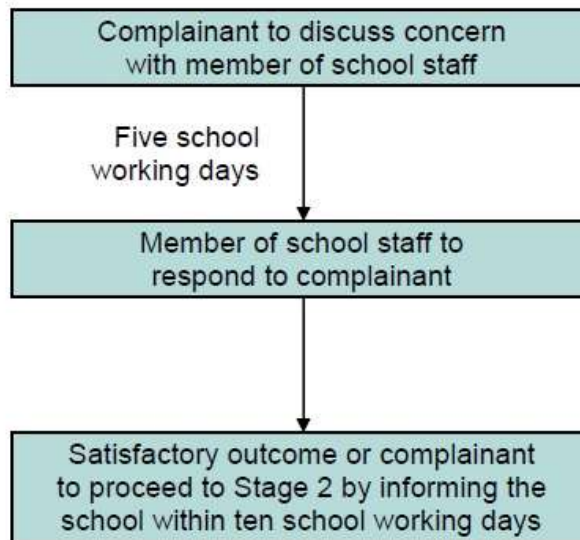 Complainant to discuss concern
with member of school staff
Five school
working days
Member of school staff to
respond to complainant
Satisfactory outcome or complainant
to proceed to Stage 2 by informing the
school within ten school working days